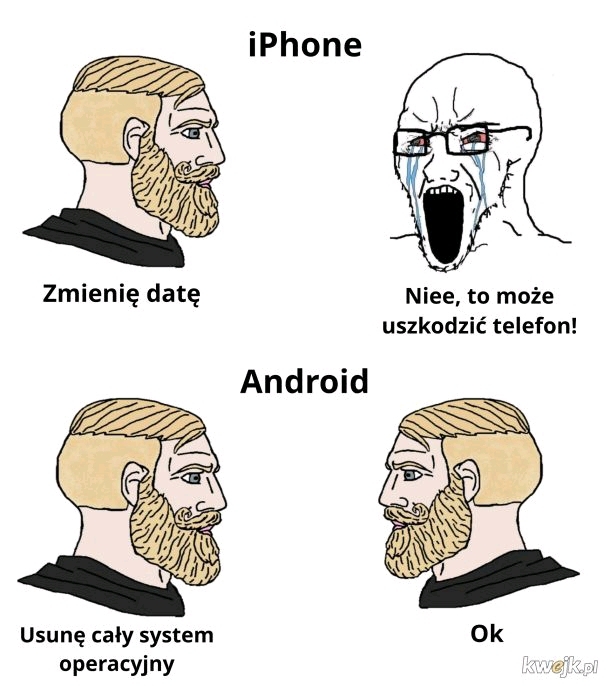 iPhone
Zmienię datę
Niee, to może
uszkodzić telefon!
Android
Usunę cały system
operacyjny
Ok
kwejk.pl